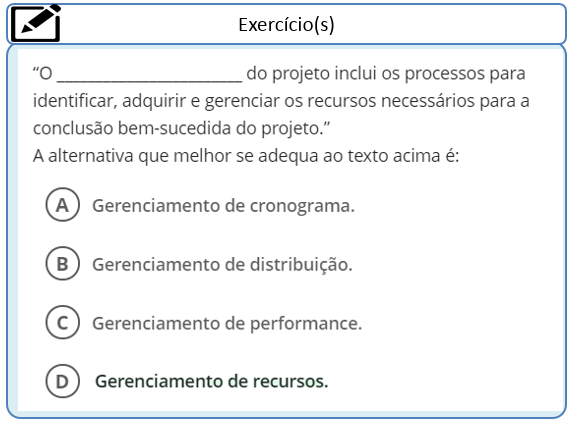 Exercício(s)
“O ______________________ do projeto inclui os processos para
identificar, adquirir e gerenciar os recursos necessários para a
conclusão bem-sucedida do projeto.”
A alternativa que melhor se adequa ao texto acima é:
A Gerenciamento de cronograma.
B Gerenciamento de distribuição.
C Gerenciamento de performance.
D Gerenciamento de recursos.